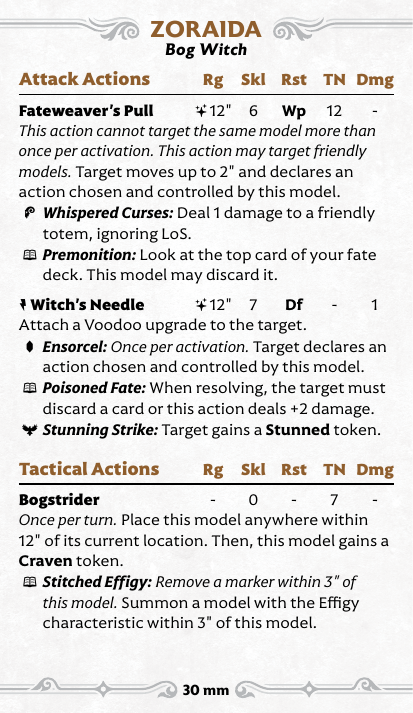 ZORAIDA
Bog Witch
Attack Actions Rg Skl Rst TN Dmg
Fateweaver's Pull 12" 6 Wp 12 -
This action cannot target the same model more than
once per activation. This action may target friendly
models. Target moves up to 2" and declares an
action chosen and controlled by this model.
Whispered Curses: Deal 1 damage to a friendly
totem, ignoring LoS.
Premonition: Look at the top card of your fate
deck. This model may discard it.
Witch's Needle 12" 7 Df - 1
Attach a Voodoo upgrade to the target.
Ensorcel: Once per activation. Target declares an
action chosen and controlled by this model.
Poisoned Fate: When resolving, the target must
discard a card or this action deals +2 damage.
Stunning Strike: Target gains a Stunned token.
Tactical Actions Rg Skl Rst TN Dmg
Bogstrider - 0 - 7 -
Once per turn. Place this model anywhere within
12" of its current location. Then, this model gains a
Craven token.
Stitched Effigy: Remove a marker within 3" of
this model. Summon a model with the Effigy
characteristic within 3" of this model.
30 mm